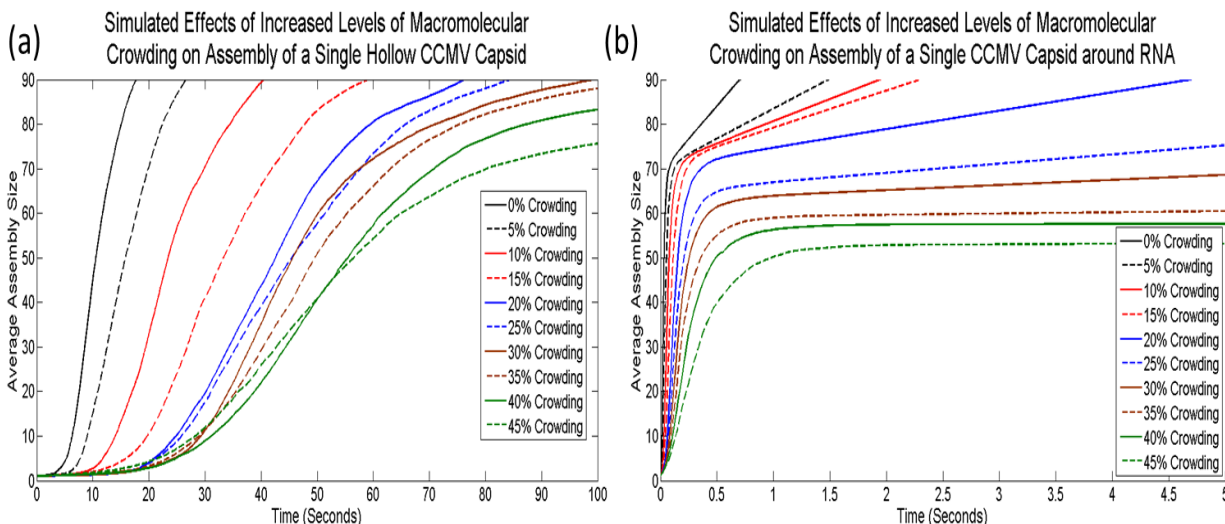 (a)
Simulated Effects of Increased Levels of Macromolecular
Crowding on Assembly of a Single Hollow CCMV Capsid
Average Assembly Size
90
80
70
60
50
40
30
20
10
0
0% Crowding
5% Crowding
10% Crowding
15% Crowding
20% Crowding
25% Crowding
30% Crowding
35% Crowding
40% Crowding
45% Crowding
0 10 20 30 40 50 60 70 80 90 100
Time (Seconds)
(b)
Simulated Effects of Increased Levels of Macromolecular
Crowding on Assembly of a Single CCMV Capsid around RNA
Average Assembly Size
90
80
70
60
50
40
30
20
10
0
0% Crowding
5% Crowding
10% Crowding
15% Crowding
20% Crowding
25% Crowding
30% Crowding
35% Crowding
40% Crowding
45% Crowding
0 0.5 1 1.5 2 2.5 3 3.5 4 4.5 5
Time (Seconds)